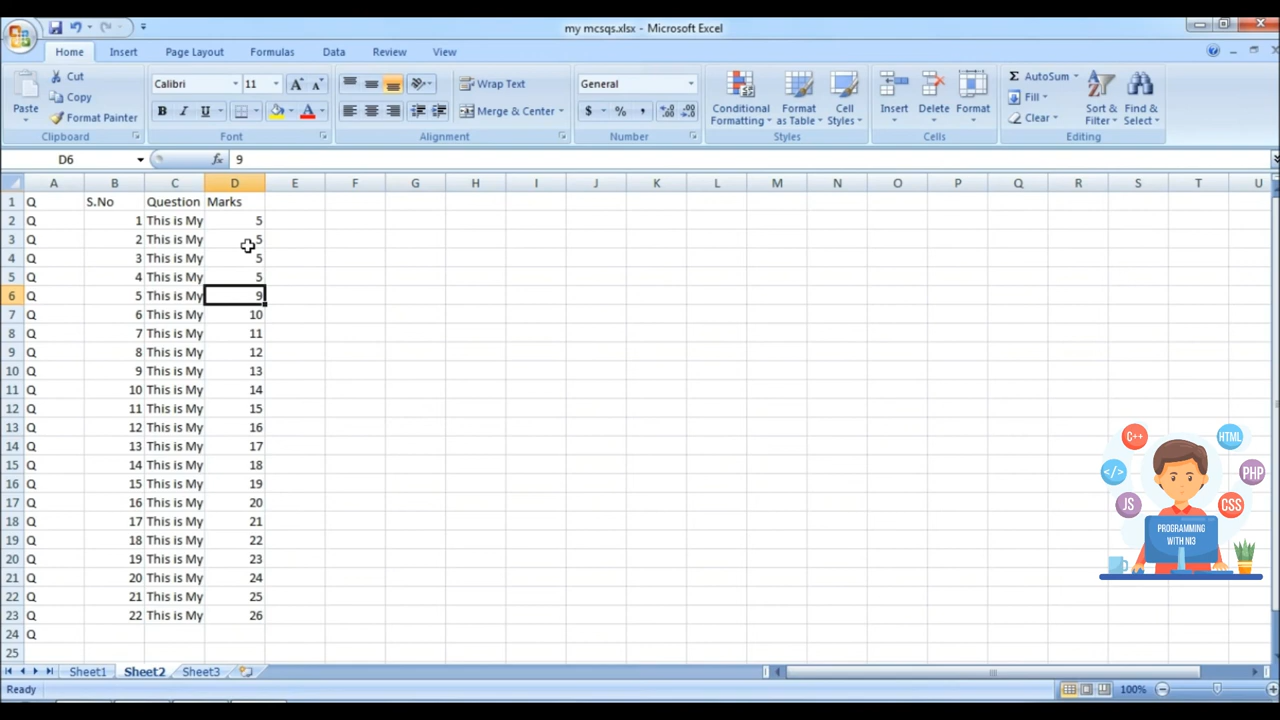 my mcsqs.xlsx - Microsoft Excel
Home Insert Page Layout Formulas Data Review View
Cut
Copy
Format Painter
Paste
Clipboard
Calibri 11
B I U
Font
Wrap Text
Merge & Center
Alignment
General
$ % ,
Number
Conditional Formatting
Format as Table
Cell Styles
Styles
Insert Delete Format
Cells
AutoSum
Fill
Clear
Sort & Filter
Find & Select
Editing
D6 fx 9
A B C D E F G H I J K L M N O P Q R S T U
1 Q S.No Question Marks
2 Q 1 This is My 5
3 Q 2 This is My 5
4 Q 3 This is My 5
5 Q 4 This is My 5
6 Q 5 This is My 9
7 Q 6 This is My 10
8 Q 7 This is My 11
9 Q 8 This is My 12
10 Q 9 This is My 13
11 Q 10 This is My 14
12 Q 11 This is My 15
13 Q 12 This is My 16
14 Q 13 This is My 17
15 Q 14 This is My 18
16 Q 15 This is My 19
17 Q 16 This is My 20
18 Q 17 This is My 21
19 Q 18 This is My 22
20 Q 19 This is My 23
21 Q 20 This is My 24
22 Q 21 This is My 25
23 Q 22 This is My 26
24 Q
25
C++ HTML
</> PHP
JS CSS
PROGRAMMING
WITH NI3
Sheet1 Sheet2 Sheet3
Ready 100%